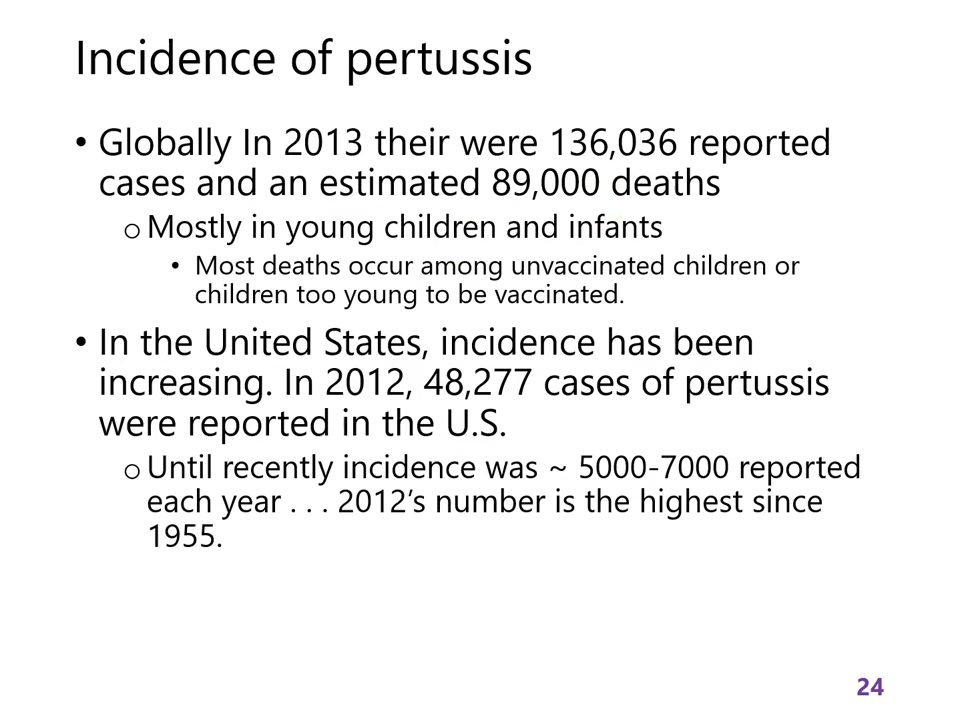 Incidence of pertussis
• Globally In 2013 their were 136,036 reported
cases and an estimated 89,000 deaths
o Mostly in young children and infants
• Most deaths occur among unvaccinated children or
children too young to be vaccinated.
• In the United States, incidence has been
increasing. In 2012, 48,277 cases of pertussis
were reported in the U.S.
o Until recently incidence was ~ 5000-7000 reported
each year . . . 2012’s number is the highest since
1955.
24